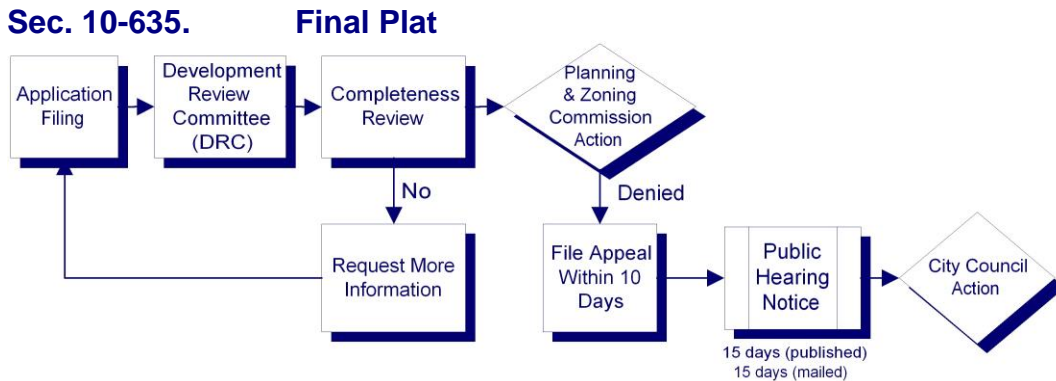 Sec. 10-635. Final Plat
Application
Filing
Development
Review
Committee
(DRC)
Completeness
Review
Planning
& Zoning
Commission
Action
No
Denied
Request More
Information
File Appeal
Within 10
Days
Public
Hearing
Notice
15 days (published)
15 days (mailed)
City Council
Action